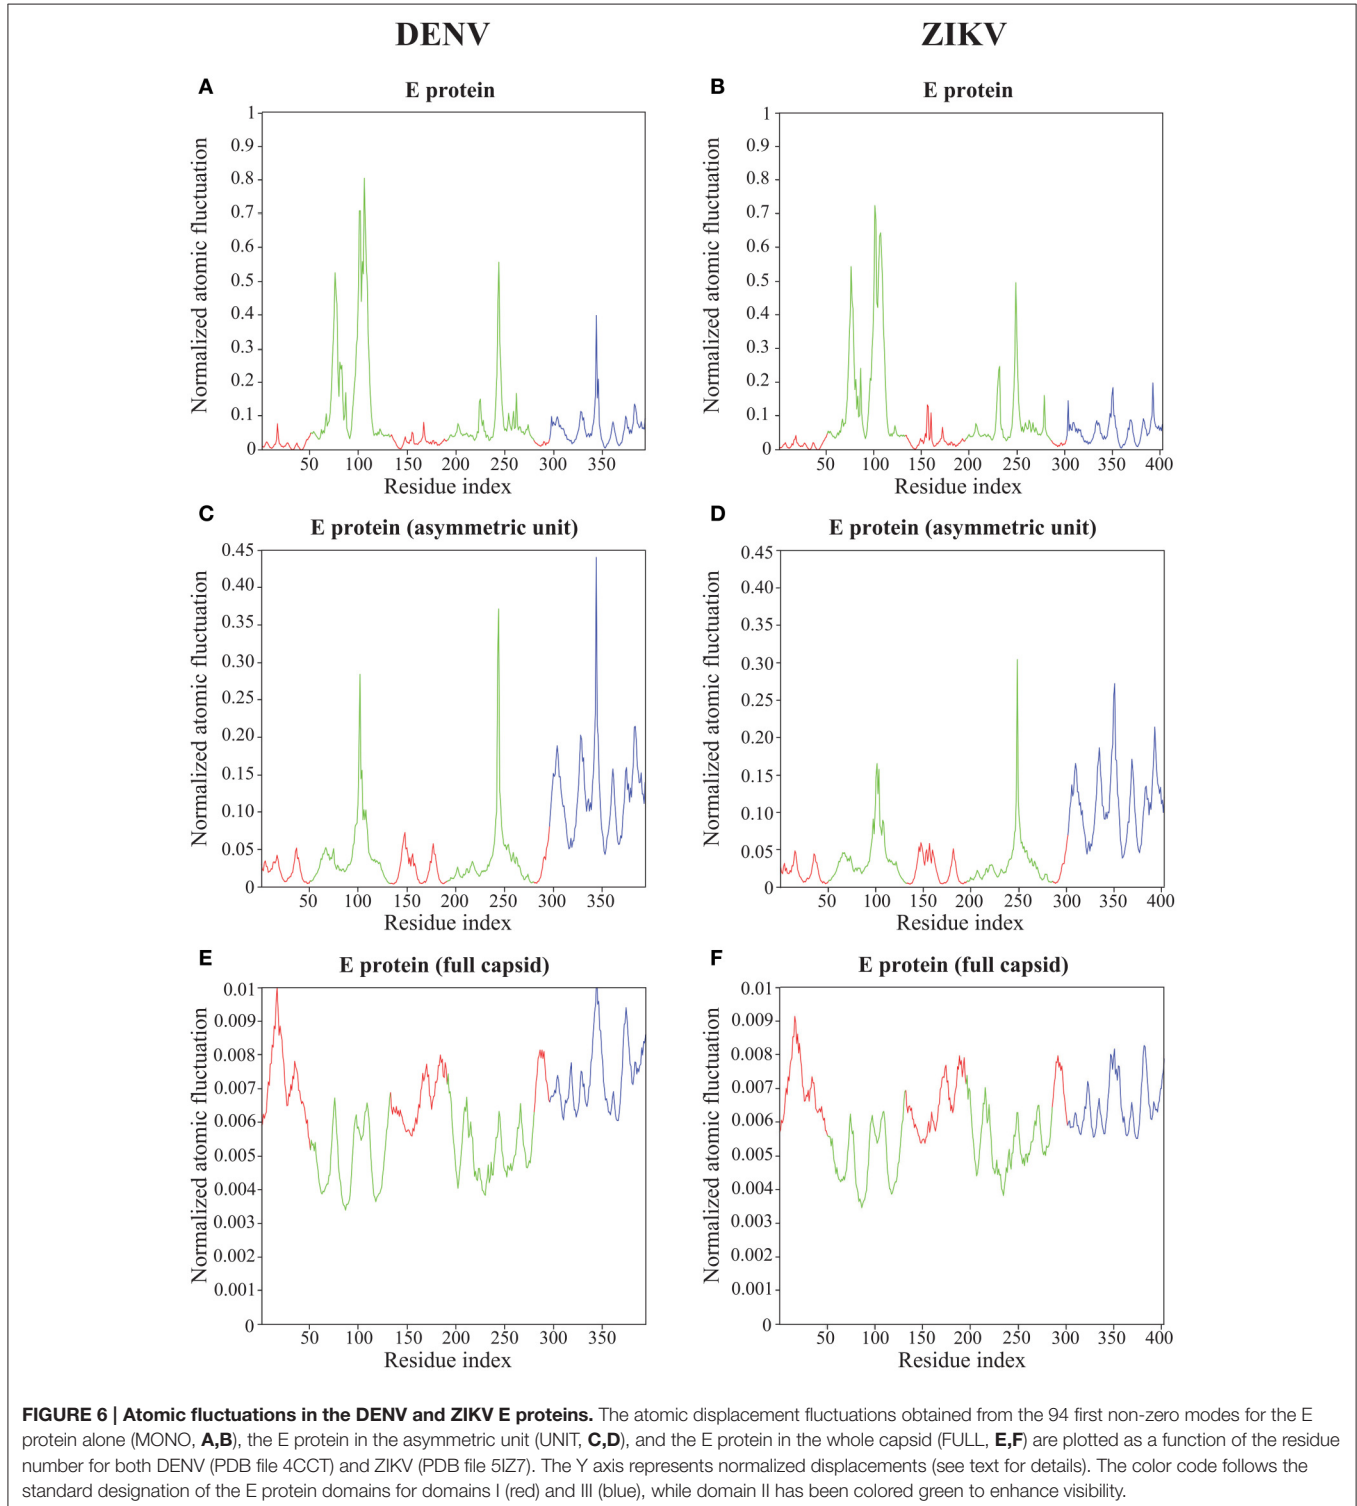 DENV
ZIKV
A
E protein
Normalized atomic fluctuation
1
0.9
0.8
0.7
0.6
0.5
0.4
0.3
0.2
0.1
0
50 100 150 200 250 300 350
Residue index
B
E protein
Normalized atomic fluctuation
1
0.9
0.8
0.7
0.6
0.5
0.4
0.3
0.2
0.1
0
50 100 150 200 250 300 350 400
Residue index
C
E protein (asymmetric unit)
Normalized atomic fluctuation
0.45
0.40
0.35
0.30
0.25
0.20
0.15
0.10
0.05
0
50 100 150 200 250 300 350
Residue index
D
E protein (asymmetric unit)
Normalized atomic fluctuation
0.45
0.40
0.35
0.30
0.25
0.20
0.15
0.10
0.05
0
50 100 150 200 250 300 350 400
Residue index
E
E protein (full capsid)
Normalized atomic fluctuation
0.01
0.009
0.008
0.007
0.006
0.005
0.004
0.003
0.002
0.001
0
50 100 150 200 250 300 350
Residue index
F
E protein (full capsid)
Normalized atomic fluctuation
0.01
0.009
0.008
0.007
0.006
0.005
0.004
0.003
0.002
0.001
0
50 100 150 200 250 300 350 400
Residue index
FIGURE 6 | Atomic fluctuations in the DENV and ZIKV E proteins. The atomic displacement fluctuations obtained from the 94 first non-zero modes for the E
protein alone (MONO, A,B), the E protein in the asymmetric unit (UNIT, C,D), and the E protein in the whole capsid (FULL, E,F) are plotted as a function of the residue
number for both DENV (PDB file 4CCT) and ZIKV (PDB file 5IZ7). The Y axis represents normalized displacements (see text for details). The color code follows the
standard designation of the E protein domains for domains I (red) and III (blue), while domain II has been colored green to enhance visibility.